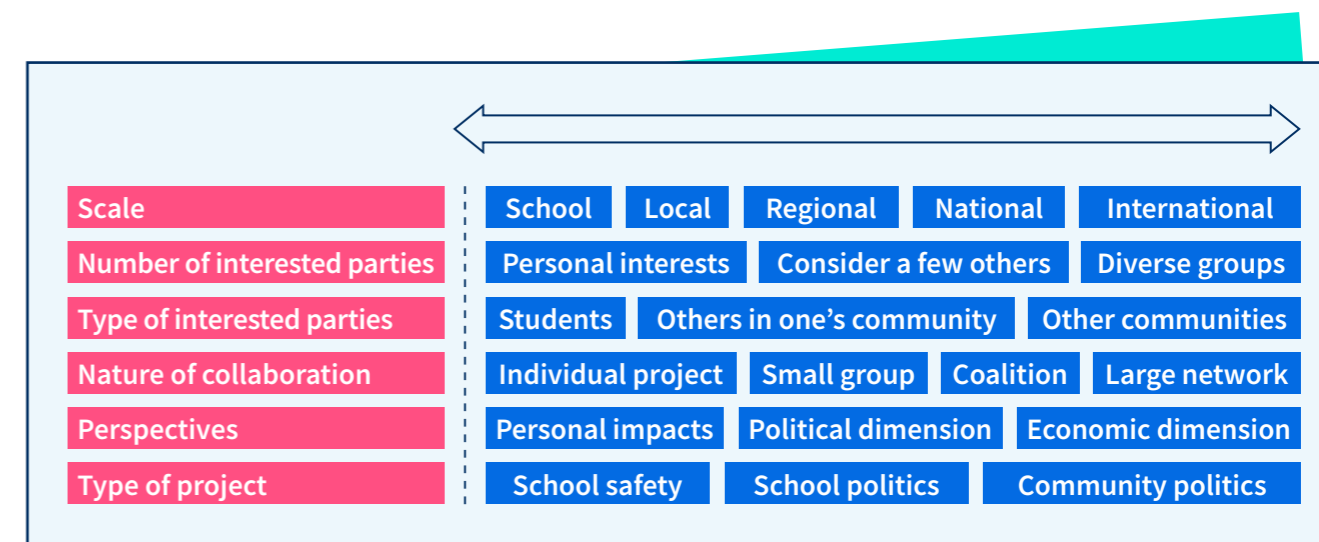 Scale School Local Regional National International
Number of interested parties Personal interests Consider a few others Diverse groups
Type of interested parties Students Others in one’s community Other communities
Nature of collaboration Individual project Small group Coalition Large network
Perspectives Personal impacts Political dimension Economic dimension
Type of project School safety School politics Community politics